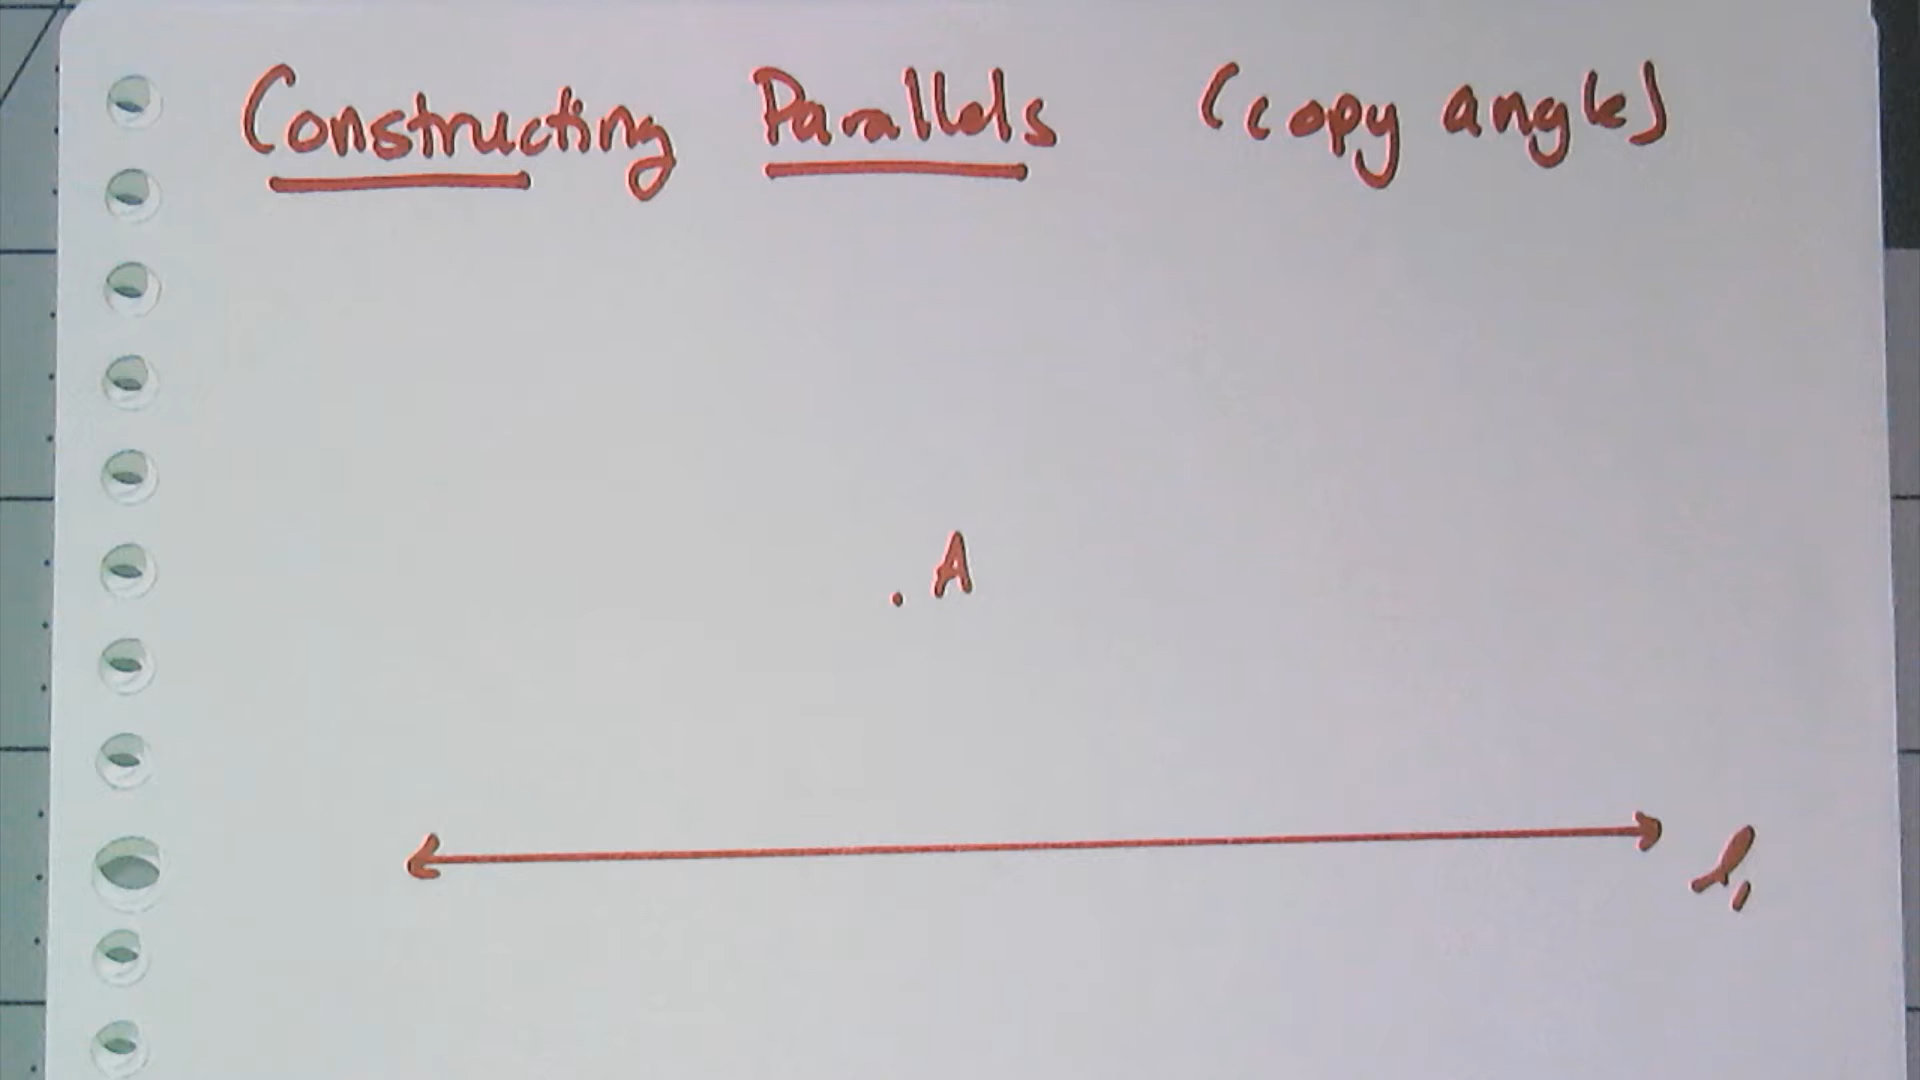 Constructing Parallels (copy angle)
. A
l₁